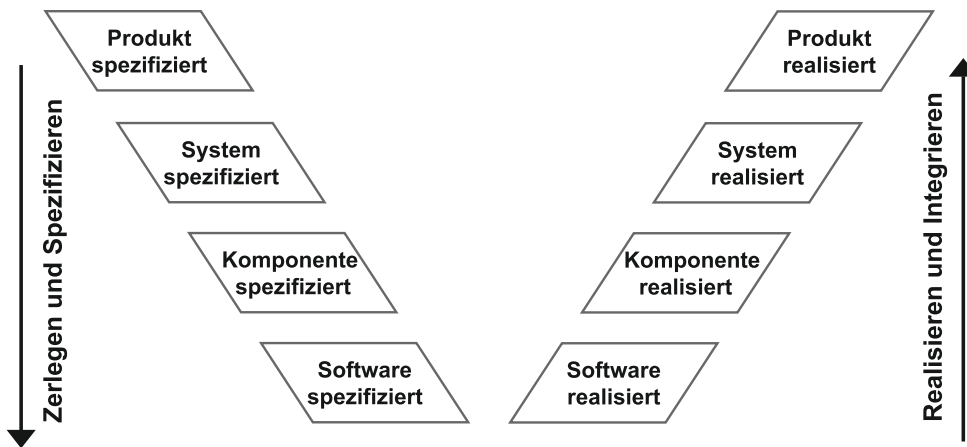 Produkt
spezifiziert
System
spezifiziert
Komponente
spezifiziert
Software
spezifiziert
Zerlegen und Spezifizieren
Produkt
realisiert
System
realisiert
Komponente
realisiert
Software
realisiert
Realisieren und Integrieren